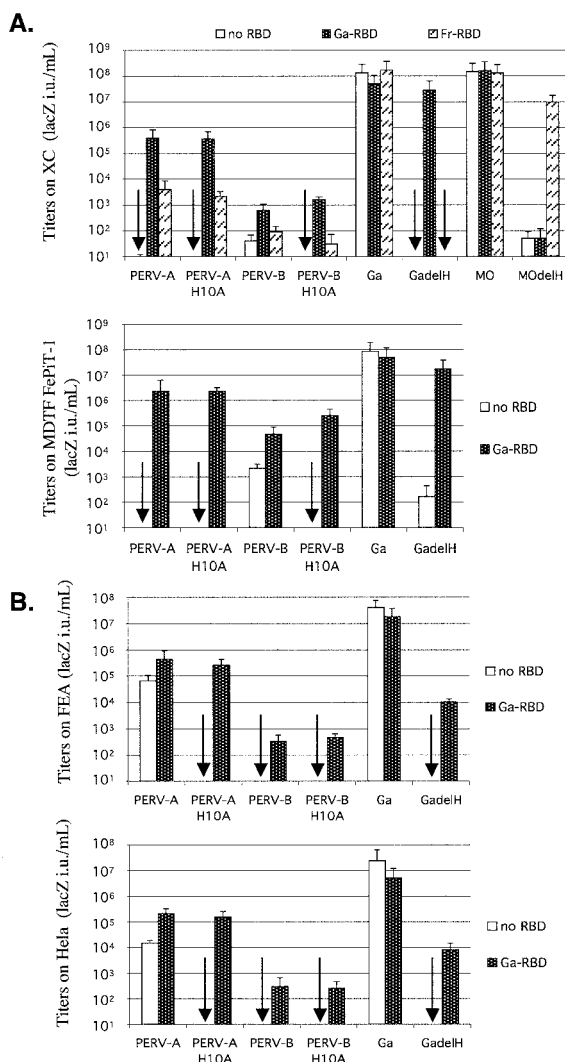 A.
no RBD Ga-RBD Fr-RBD
Titers on XC (lacZ i.u./mL)
10⁹
10⁸
10⁷
10⁶
10⁵
10⁴
10³
10²
10¹
PERV-A PERV-A PERV-B PERV-B Ga GadelH MO MOdelH
H10A H10A
Titers on MDTF FePiT-1
(lacZ i.u./mL)
10⁹
10⁸
10⁷
10⁶
10⁵
10⁴
10³
10²
10¹
no RBD
Ga-RBD
PERV-A PERV-A PERV-B PERV-B Ga GadelH
H10A H10A
B.
Titers on FEA (lacZ i.u./mL)
10⁸
10⁷
10⁶
10⁵
10⁴
10³
10²
10¹
no RBD
Ga-RBD
PERV-A PERV-A PERV-B PERV-B Ga GadelH
H10A H10A
Titers on Hela (lacZ i.u./mL)
10⁸
10⁷
10⁶
10⁵
10⁴
10³
10²
10¹
no RBD
Ga-RBD
PERV-A PERV-A PERV-B PERV-B Ga GadelH
H10A H10A